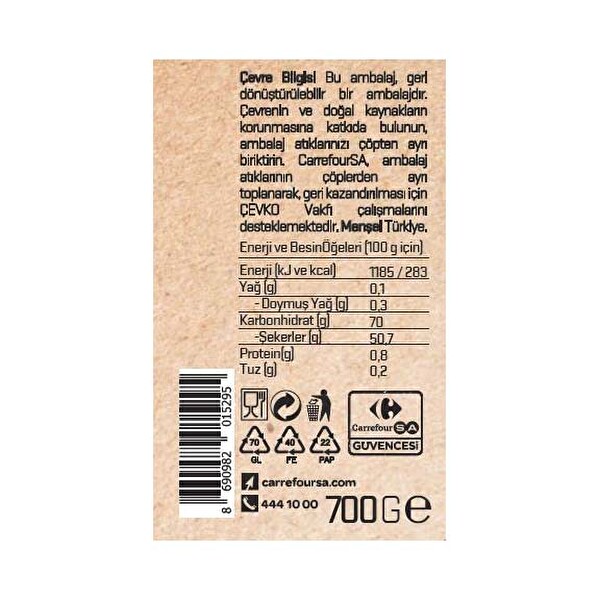 Çevre Bilgisi Bu ambalaj, geri
dönüştürülebilir bir ambalajdır.
Çevrenin ve doğal kaynakların
korunmasına katkıda bulunun,
ambalaj atıklarınızı çöpten ayrı
biriktirin. CarrefourSA, ambalaj
atıklarının çöplerden ayrı
toplanarak, geri kazandırılması için
ÇEVKO Vakfı çalışmalarını
desteklemektedir. Menşei Türkiye.
Enerji ve BesinÖğeleri (100 g için)
Enerji (kJ ve kcal) 1185 / 283
Yağ (g) 0,1
-Doymuş Yağ (g) 0,3
Karbonhidrat (g) 70
-Şekerler (g) 50,7
Protein(g) 0,8
Tuz (g) 0,2
8 690982 015295
70
GL
40
FE
22
PAP
CarrefourSA
GÜVENCESİ
carrefoursa.com
444 10 00
700G e